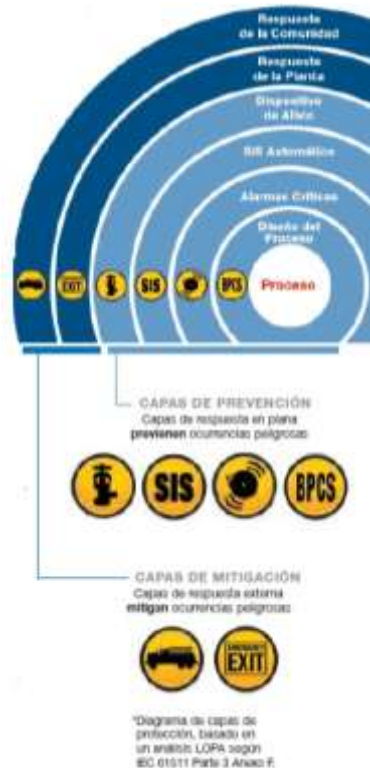 Respuesta
de la Comunidad
Respuesta
de la Planta
Dispositivo
de Alivio
SIS Automático
Alarmas Críticas
Diseño del
Proceso
EXIT
SIS
BPCS
Proceso
CAPAS DE PREVENCIÓN
Capas de respuesta en plana
previenen ocurrencias peligrosas
SIS
BPCS
CAPAS DE MITIGACIÓN
Capas de respuesta externa
mitigan ocurrencias peligrosas
EMERGENCY
EXIT
*Diagrama de capas de
protección, basado en
un análisis LOPA según
IEC 61511 Parte 3 Anexo F.